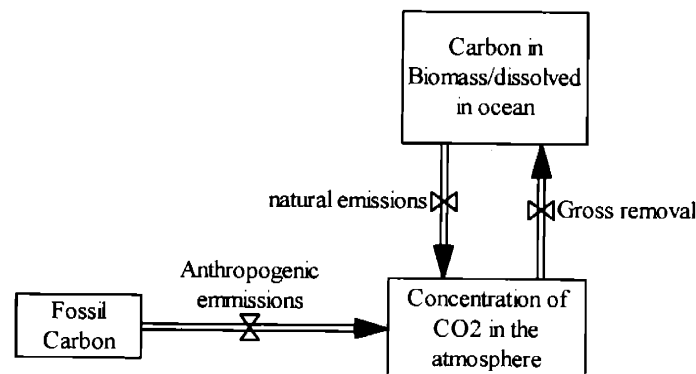 Carbon in
Biomass/dissolved
in ocean
natural emissions
Gross removal
Anthropogenic
emmissions
Fossil
Carbon
Concentration of
CO2 in the
atmosphere